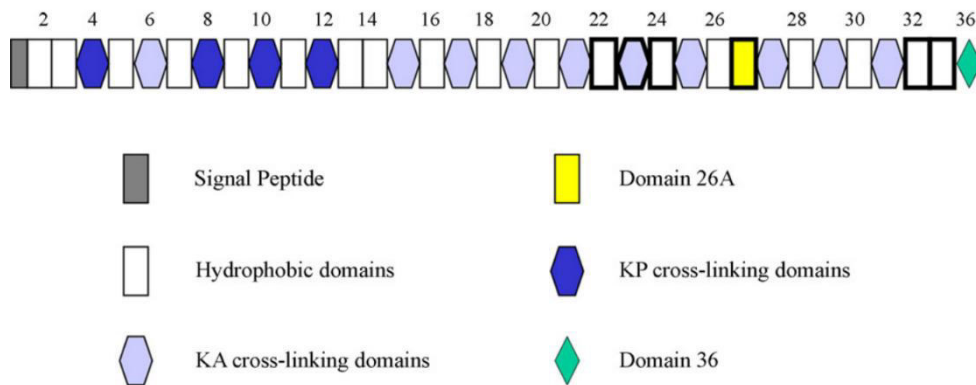 2 4 6 8 10 12 14 16 18 20 22 24 26 28 30 32 36
Signal Peptide Domain 26A
Hydrophobic domains KP cross-linking domains
KA cross-linking domains Domain 36